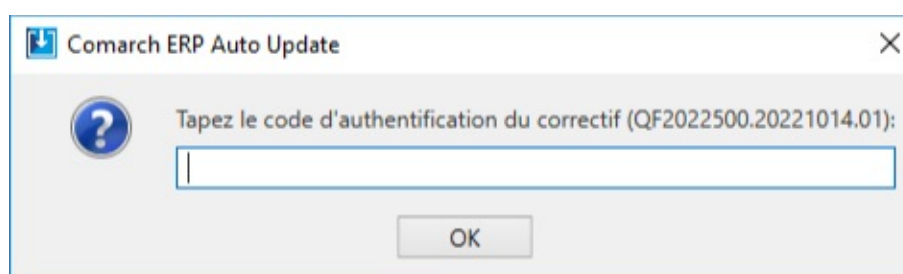 Comarch ERP Auto Update
Tapez le code d'authentification du correctif (QF2022500.20221014.01):
OK